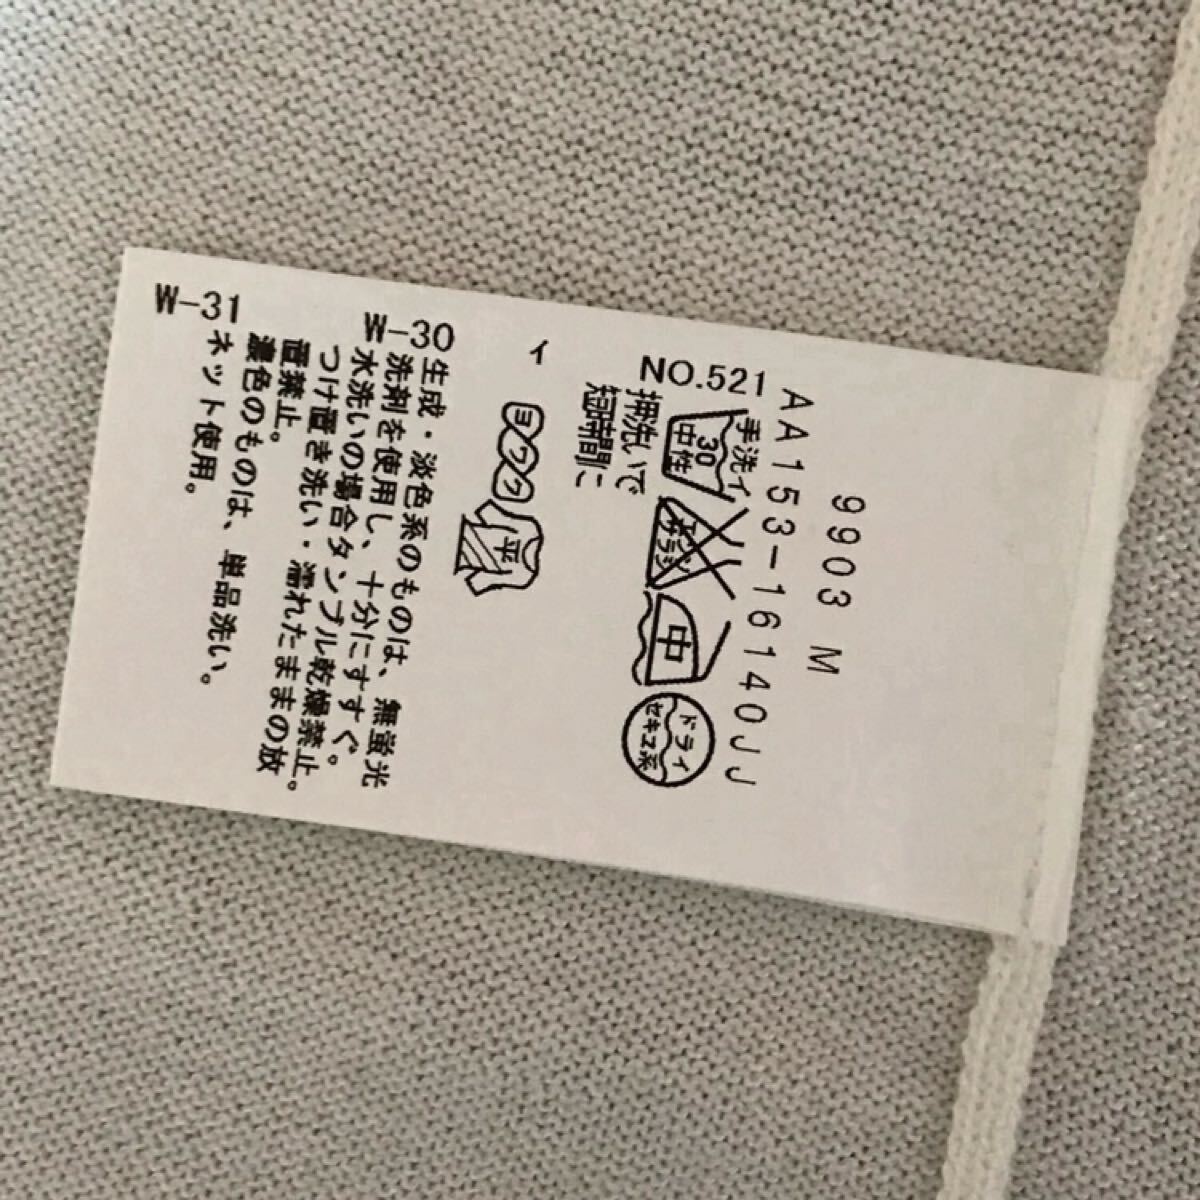 9903 M
AA153-16140JJ
NO.521
手洗イ
30
中性
エンソ
サラシ
中
ドライ
セキユ系
押洗いで
短時間に
イ
ヨワク
平
W-30
生成・淡色系のものは、無蛍光
洗剤を使用し、十分にすすぐ。
水洗いの場合タンブル乾燥禁止。
つけ置き洗い・濡れたままの放
置禁止。
W-31
濃色のものは、単品洗い。
ネット使用。